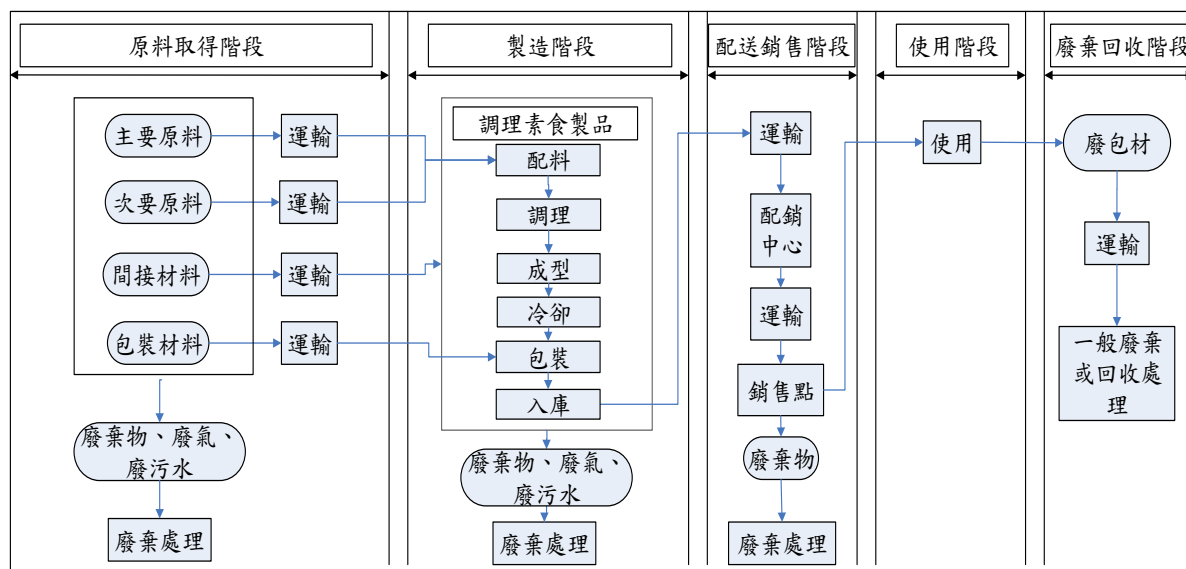 原料取得階段
製造階段
配送銷售階段
使用階段
廢棄回收階段
主要原料
運輸
次要原料
運輸
間接材料
運輸
包裝材料
運輸
廢棄物、廢氣、
廢污水
廢棄處理
調理素食製品
配料
調理
成型
冷卻
包裝
入庫
廢棄物、廢氣、
廢污水
廢棄處理
運輸
配銷
中心
運輸
銷售點
廢棄物
廢棄處理
使用
廢包材
運輸
一般廢棄
或回收處
理